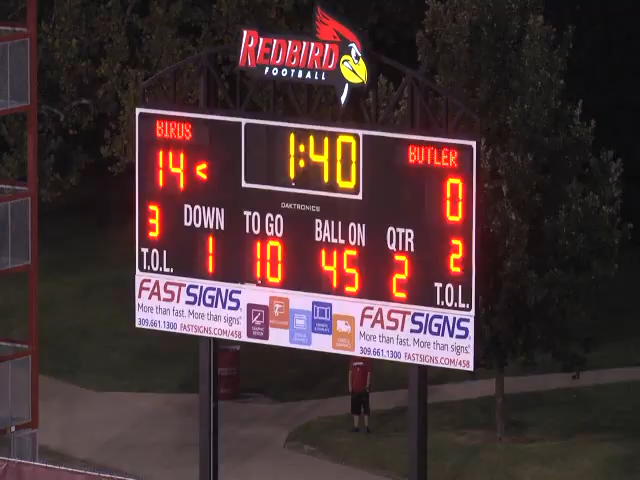 REDBIRD
FOOTBALL
BIRDS 1:40 BUTLER
14 < 0
DAKTRONICS
3 DOWN TO GO BALL ON QTR 2
T.O.L. 1 10 45 2 T.O.L.
FASTSIGNS.
More than fast. More than signs.
309.661.1300 FASTSIGNS.COM/458
FASTSIGNS.
More than fast. More than signs.
309.661.1300 FASTSIGNS.COM/458